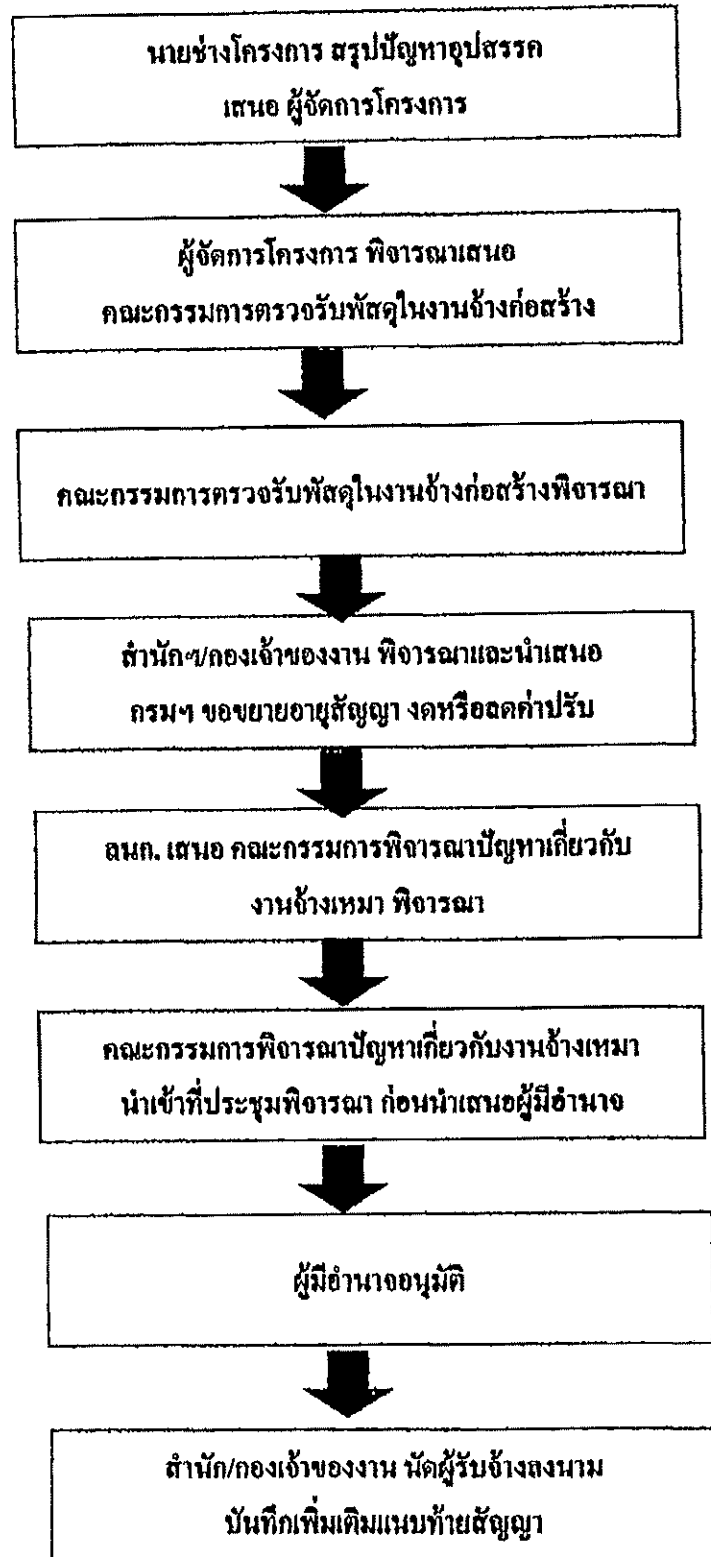 นายช่างโครงการ สรุปปัญหาอุปสรรค
เสนอ ผู้จัดการโครงการ
ผู้จัดการโครงการ พิจารณาเสนอ
คณะกรรมการตรวจรับพัสดุในงานจ้างก่อสร้าง
คณะกรรมการตรวจรับพัสดุในงานจ้างก่อสร้างพิจารณา
สำนักฯ/กองเจ้าของงาน พิจารณาและนำเสนอ
กรมฯ ขอขยายอายุสัญญา งดหรือลดค่าปรับ
ลนก. เสนอ คณะกรรมการพิจารณาปัญหาเกี่ยวกับ
งานจ้างเหมา พิจารณา
คณะกรรมการพิจารณาปัญหาเกี่ยวกับงานจ้างเหมา
นำเข้าที่ประชุมพิจารณา ก่อนนำเสนอผู้มีอำนาจ
ผู้มีอำนาจอนุมัติ
สำนัก/กองเจ้าของงาน นัดผู้รับจ้างลงนาม
บันทึกเพิ่มเติมแนบท้ายสัญญา